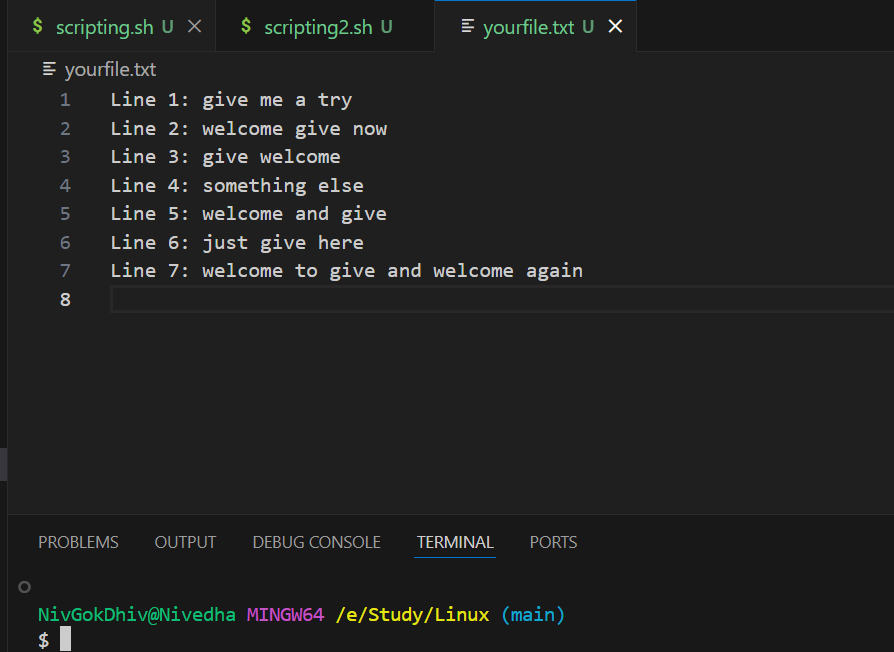 $ scripting.sh U × $ scripting2.sh U yourfile.txt U ×
yourfile.txt
1 Line 1: give me a try
2 Line 2: welcome give now
3 Line 3: give welcome
4 Line 4: something else
5 Line 5: welcome and give
6 Line 6: just give here
7 Line 7: welcome to give and welcome again
8
PROBLEMS OUTPUT DEBUG CONSOLE TERMINAL PORTS
NivGokDhiv@Nivedha MINGW64 /e/Study/Linux (main)
$